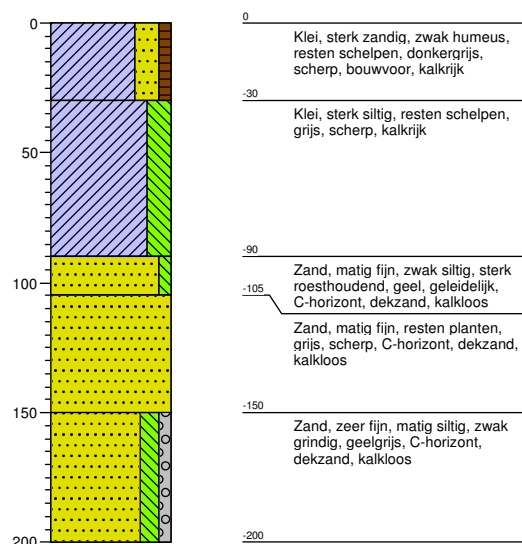 0
50
100
150
200
0
Klei, sterk zandig, zwak humeus,
resten schelpen, donkergrijs,
scherp, bouwvoor, kalkrijk
-30
Klei, sterk siltig, resten schelpen,
grijs, scherp, kalkrijk
-90
Zand, matig fijn, zwak siltig, sterk
roesthoudend, geel, geleidelijk,
C-horizont, dekzand, kalkloos
-105
Zand, matig fijn, resten planten,
grijs, scherp, C-horizont, dekzand,
kalkloos
-150
Zand, zeer fijn, matig siltig, zwak
grindig, geelgrijs, C-horizont,
dekzand, kalkloos
-200